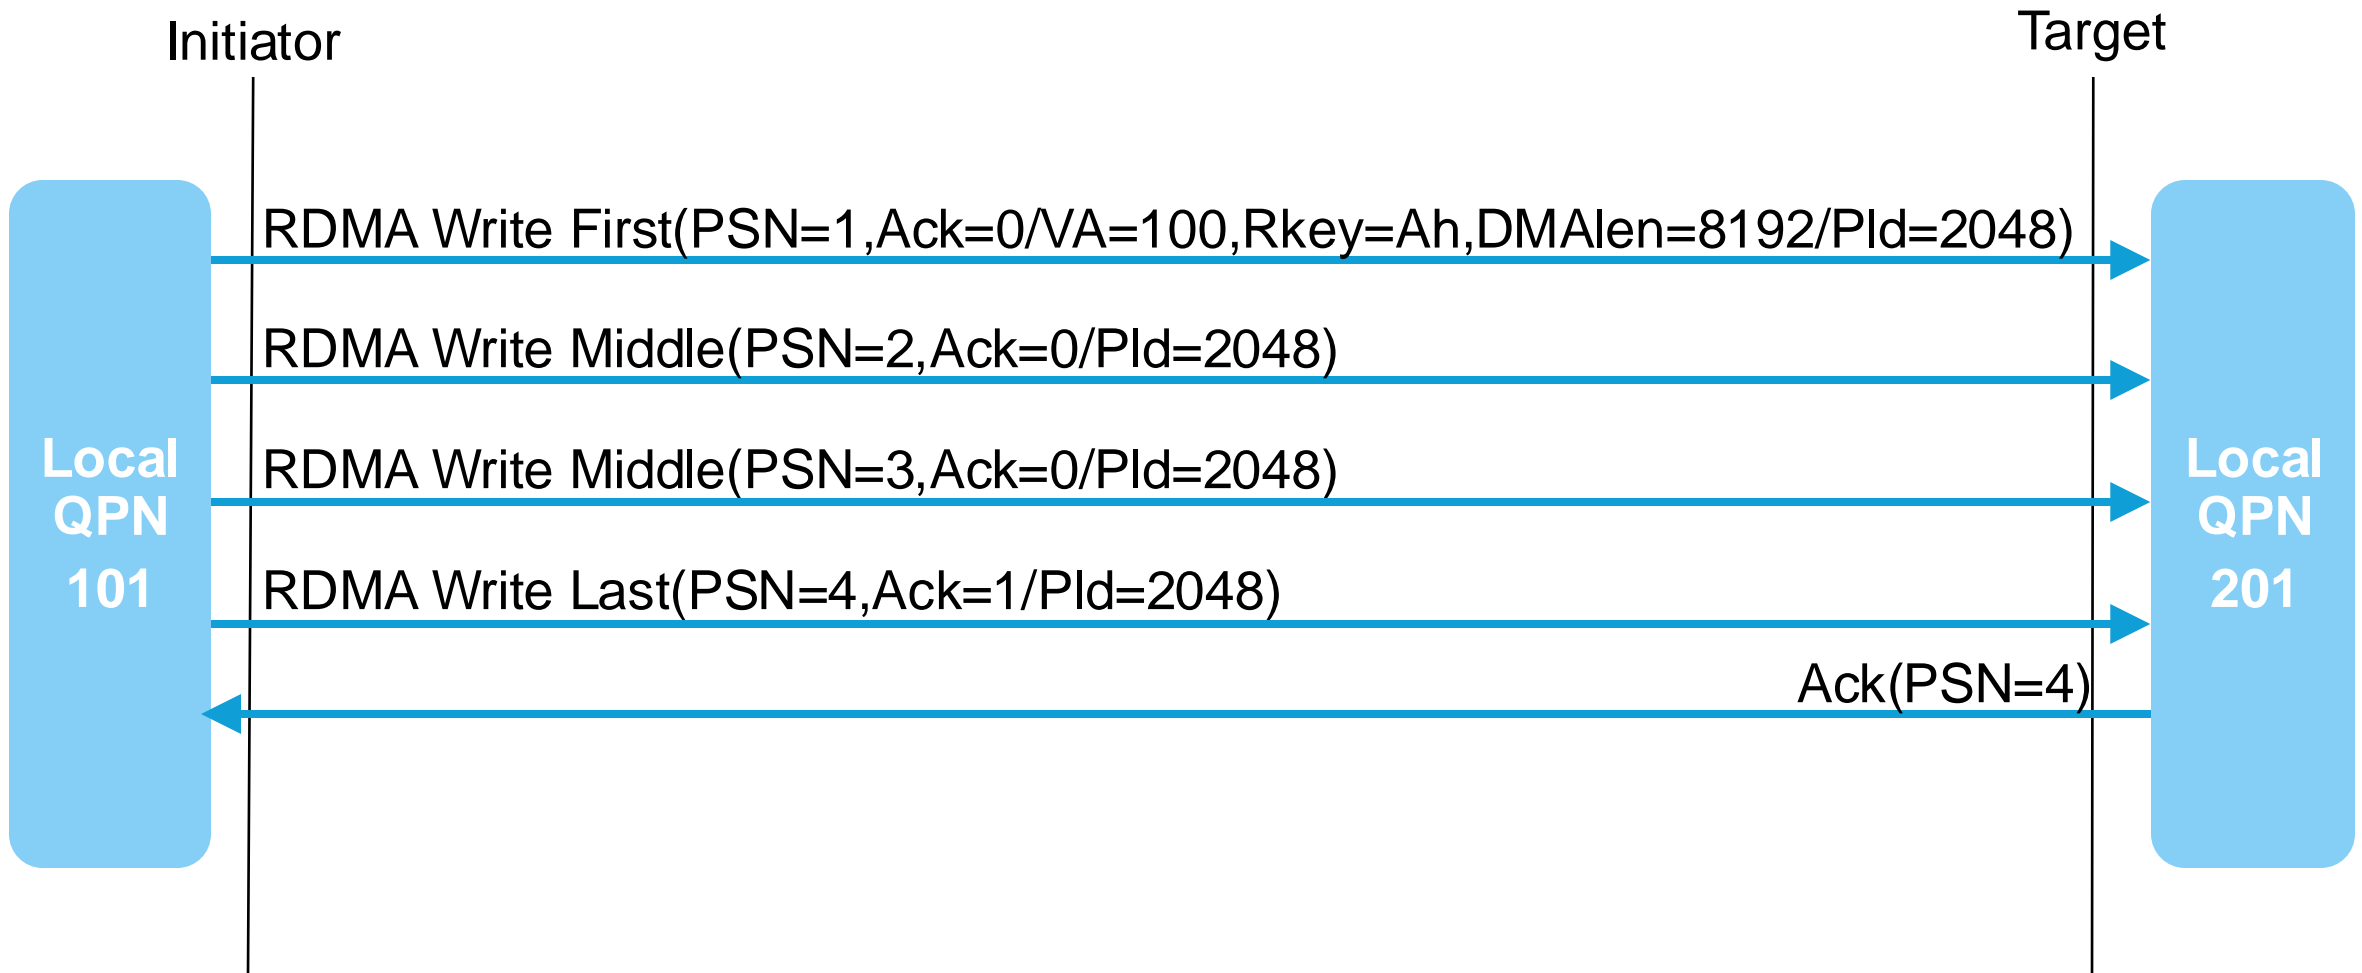 Initiator
Target
RDMA Write First(PSN=1,Ack=0/VA=100,Rkey=Ah,DMAlen=8192/Pld=2048)
RDMA Write Middle(PSN=2,Ack=0/Pld=2048)
RDMA Write Middle(PSN=3,Ack=0/Pld=2048)
RDMA Write Last(PSN=4,Ack=1/Pld=2048)
Ack(PSN=4)
Local
QPN
101
Local
QPN
201